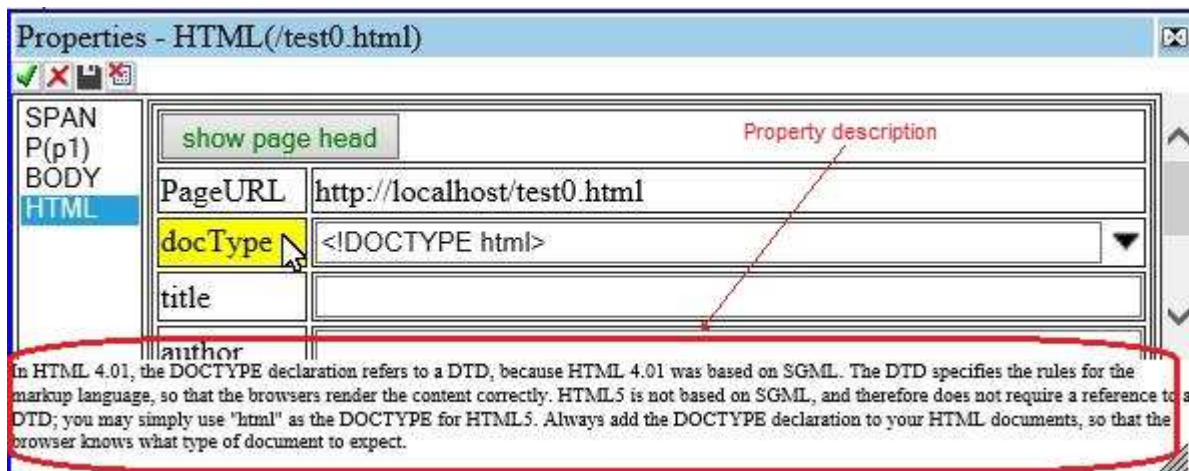 Properties - HTML(/test0.html)
SPAN
P(p1)
BODY
HTML
show page head
Property description
PageURL http://localhost/test0.html
docType <!DOCTYPE html>
title
author
In HTML 4.01, the DOCTYPE declaration refers to a DTD, because HTML 4.01 was based on SGML. The DTD specifies the rules for the
markup language, so that the browsers render the content correctly. HTML5 is not based on SGML, and therefore does not require a reference to a
DTD; you may simply use "html" as the DOCTYPE for HTML5. Always add the DOCTYPE declaration to your HTML documents, so that the
browser knows what type of document to expect.